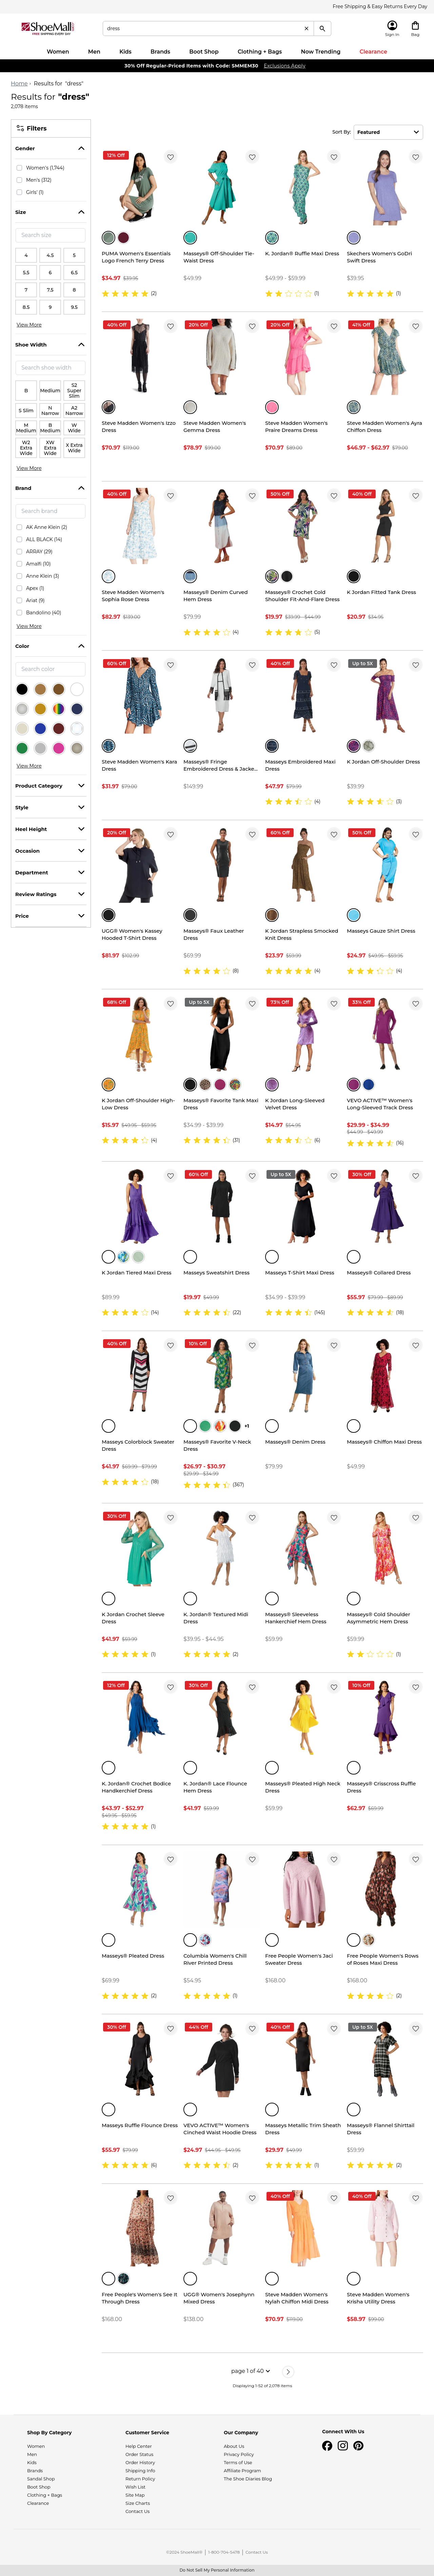 Free Shipping & Easy Returns Every Day
SHOEMALL
FREE SHIPPING EVERY DAY
dress
Sign In
Bag
Women Men Kids Brands Boot Shop Clothing + Bags Now Trending Clearance
30% Off Regular-Priced Items with Code: SMMEM30 Exclusions Apply
Home › Results for "dress"
Results for "dress"
2,078 items
Filters
Sort By: Featured
Gender
Women's (1,744)
Men's (312)
Girls' (1)
Size
Search size
4 4.5 5
5.5 6 6.5
7 7.5 8
8.5 9 9.5
View More
Shoe Width
Search shoe width
B Medium S2 Super Slim
S Slim N Narrow A2 Narrow
M Medium B Medium W Wide
W2 Extra Wide XW Extra Wide X Extra Wide
View More
Brand
Search brand
AK Anne Klein (2)
ALL BLACK (14)
ARRAY (29)
Amalfi (10)
Anne Klein (3)
Apex (1)
Ariat (9)
Bandolino (40)
View More
Color
Search color
View More
Product Category
Style
Heel Height
Occasion
Department
Review Ratings
Price
12% Off
PUMA Women's Essentials Logo French Terry Dress
$34.97 $39.95
(2)
Masseys® Off-Shoulder Tie-Waist Dress
$49.99
K. Jordan® Ruffle Maxi Dress
$49.99 - $59.99
(1)
Skechers Women's GoDri Swift Dress
$39.95
(1)
40% Off
Steve Madden Women's Izzo Dress
$70.97 $119.00
20% Off
Steve Madden Women's Gemma Dress
$78.97 $99.00
20% Off
Steve Madden Women's Praire Dreams Dress
$70.97 $89.00
41% Off
Steve Madden Women's Ayra Chiffon Dress
$46.97 - $62.97 $79.00
40% Off
Steve Madden Women's Sophia Rose Dress
$82.97 $139.00
Masseys® Denim Curved Hem Dress
$79.99
(4)
50% Off
Masseys® Crochet Cold Shoulder Fit-And-Flare Dress
$19.97 $39.99 - $44.99
(5)
40% Off
K Jordan Fitted Tank Dress
$20.97 $34.95
60% Off
Steve Madden Women's Kara Dress
$31.97 $79.00
Masseys® Fringe Embroidered Dress & Jacke...
$149.99
40% Off
Masseys Embroidered Maxi Dress
$47.97 $79.99
(4)
Up to 5X
K Jordan Off-Shoulder Dress
$39.99
(3)
20% Off
UGG® Women's Kassey Hooded T-Shirt Dress
$81.97 $102.99
Masseys® Faux Leather Dress
$69.99
(8)
60% Off
K Jordan Strapless Smocked Knit Dress
$23.97 $59.99
(4)
50% Off
Masseys Gauze Shirt Dress
$24.97 $49.95 - $59.95
(4)
68% Off
K Jordan Off-Shoulder High-Low Dress
$15.97 $49.95 - $59.95
(4)
Up to 5X
Masseys® Favorite Tank Maxi Dress
$34.99 - $39.99
(31)
73% Off
K Jordan Long-Sleeved Velvet Dress
$14.97 $54.95
(6)
33% Off
VEVO ACTIVE™ Women's Long-Sleeved Track Dress
$29.99 - $34.99
$44.99 - $49.99
(16)
K Jordan Tiered Maxi Dress
$89.99
(14)
60% Off
Masseys Sweatshirt Dress
$19.97 $49.99
(22)
Up to 5X
Masseys T-Shirt Maxi Dress
$34.99 - $39.99
(145)
30% Off
Masseys® Collared Dress
$55.97 $79.99 - $89.99
(18)
40% Off
Masseys Colorblock Sweater Dress
$41.97 $69.99 - $79.99
(19)
10% Off
+1
Masseys® Favorite V-Neck Dress
$26.97 - $30.97
$29.99 - $34.99
(367)
Masseys® Denim Dress
$79.99
Masseys® Chiffon Maxi Dress
$49.99
30% Off
K Jordan Crochet Sleeve Dress
$41.97 $59.99
(1)
K. Jordan® Textured Midi Dress
$39.95 - $44.95
(2)
Masseys® Sleeveless Hankerchief Hem Dress
$59.99
Masseys® Cold Shoulder Asymmetric Hem Dress
$59.99
(1)
12% Off
K. Jordan® Crochet Bodice Handkerchief Dress
$43.97 - $52.97
$49.95 - $59.95
(1)
30% Off
K. Jordan® Lace Flounce Hem Dress
$41.97 $59.99
Masseys® Pleated High Neck Dress
$59.99
10% Off
Masseys® Crisscross Ruffle Dress
$62.97 $69.99
Masseys® Pleated Dress
$69.99
(2)
Columbia Women's Chill River Printed Dress
$54.95
(1)
Free People Women's Jaci Sweater Dress
$168.00
Free People Women's Rows of Roses Maxi Dress
$168.00
(2)
30% Off
Masseys Ruffle Flounce Dress
$55.97 $79.99
(6)
44% Off
VEVO ACTIVE™ Women's Cinched Waist Hoodie Dress
$24.97 $44.95 - $49.95
(2)
40% Off
Masseys Metallic Trim Sheath Dress
$29.97 $49.99
(1)
Up to 5X
Masseys® Flannel Shirttail Dress
$59.99
(2)
Free People's Women's See It Through Dress
$168.00
UGG® Women's Josephynn Mixed Dress
$138.00
40% Off
Steve Madden Women's Nylah Chiffon Midi Dress
$70.97 $119.00
40% Off
Steve Madden Women's Krisha Utility Dress
$58.97 $99.00
page 1 of 40
Displaying 1-52 of 2,078 items
Shop By Category
Women
Men
Kids
Brands
Sandal Shop
Boot Shop
Clothing + Bags
Clearance
Customer Service
Help Center
Order Status
Order History
Shipping Info
Return Policy
Wish List
Site Map
Size Charts
Contact Us
Our Company
About Us
Privacy Policy
Terms of Use
Affiliate Program
The Shoe Diaries Blog
Connect With Us
©2024 ShoeMall® | 1-800-704-5478 | Contact Us
Do Not Sell My Personal Information